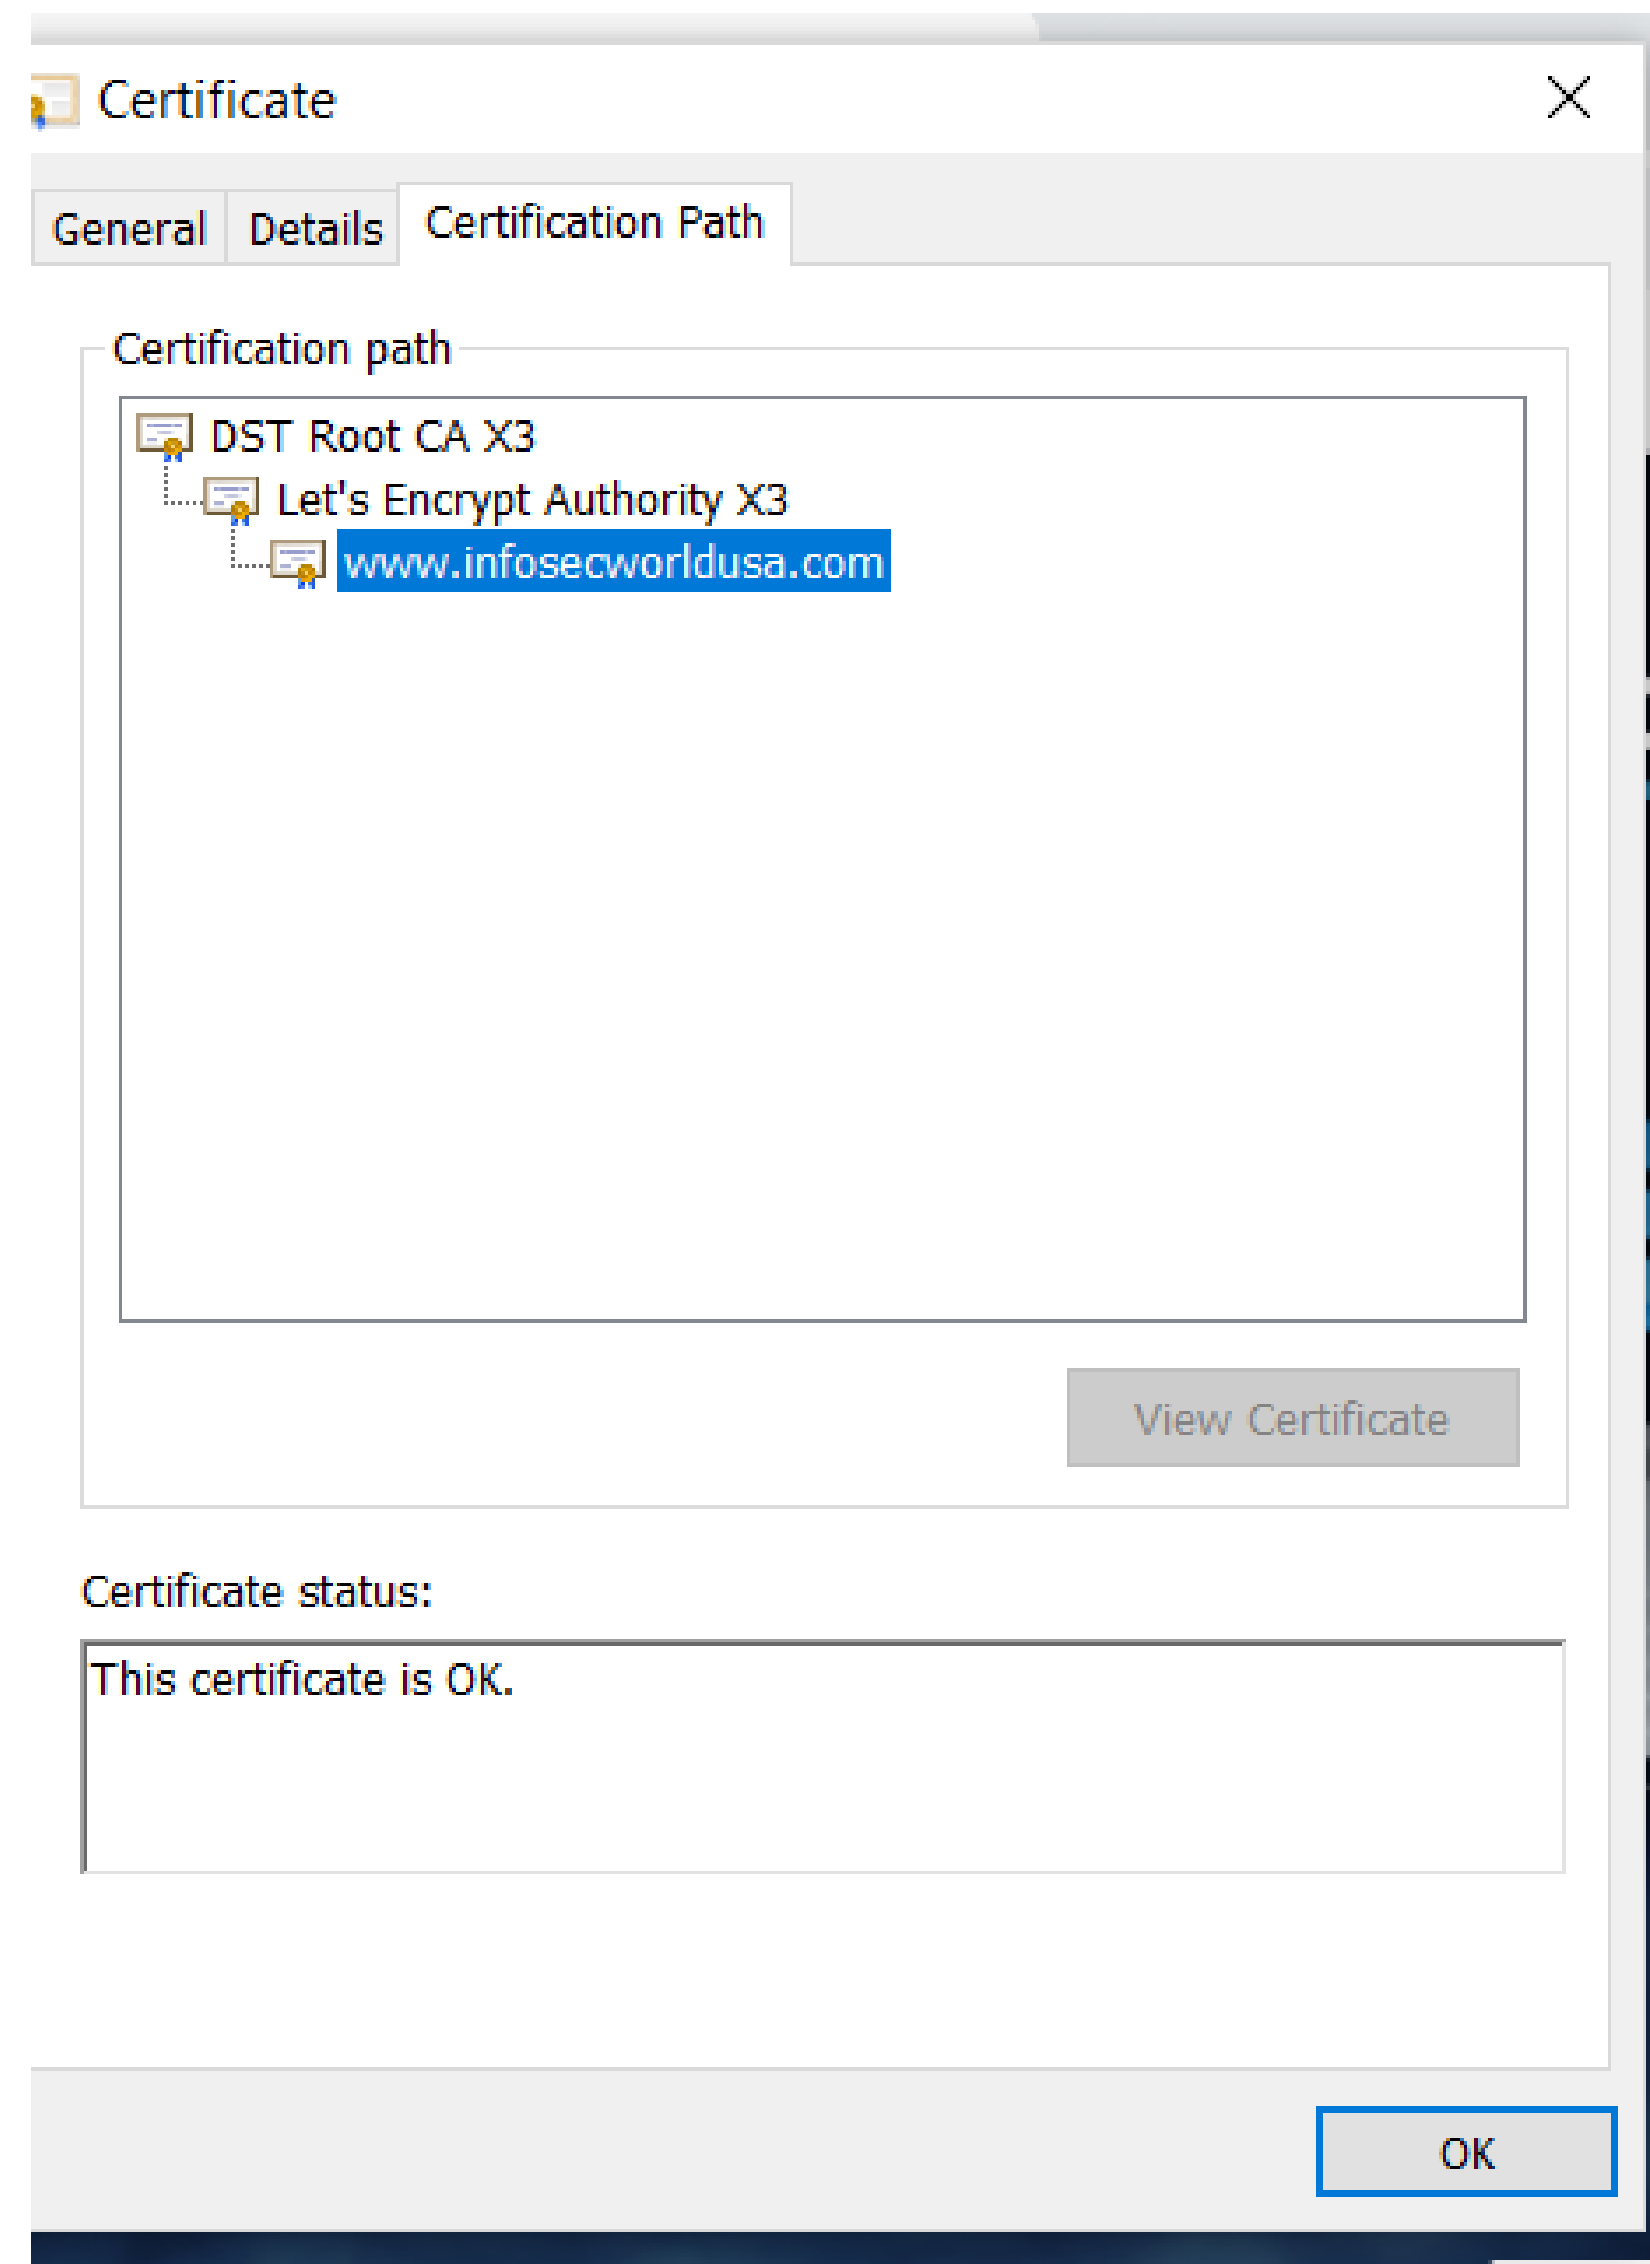 Certificate
General Details Certification Path
Certification path
DST Root CA X3
Let's Encrypt Authority X3
www.infosecworldusa.com
View Certificate
Certificate status:
This certificate is OK.
OK